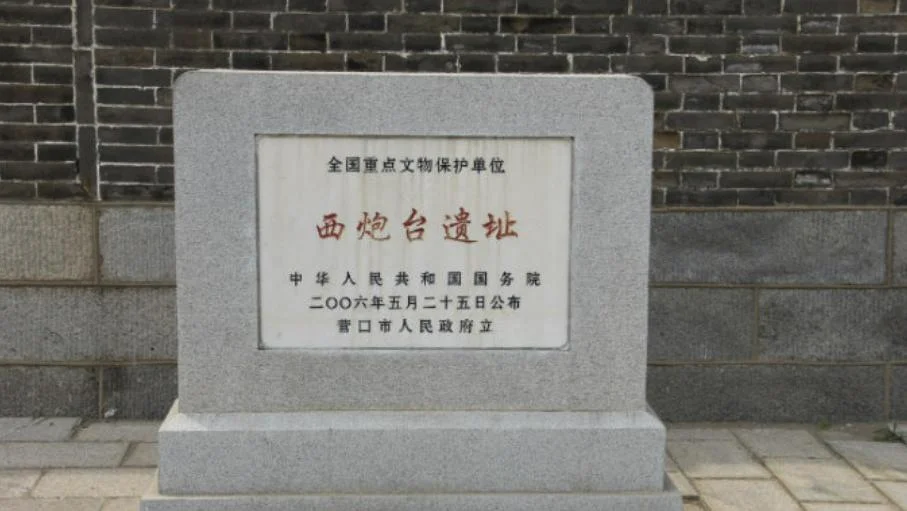 全国重点文物保护单位
西炮台遗址
中华人民共和国国务院
二〇〇六年五月二十五日公布
营口市人民政府立